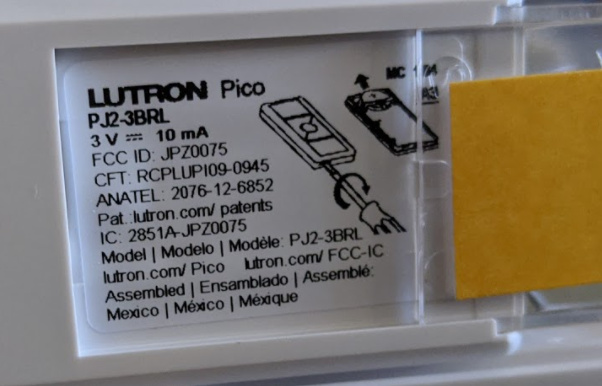 LUTRON Pico
PJ2-3BRL
3 V ⎓ 10 mA
FCC ID: JPZ0075
CFT: RCPLUPI09-0945
ANATEL: 2076-12-6852
Pat.:lutron.com/ patents
IC: 2851A-JPZ0075
Model | Modelo | Modèle: PJ2-3BRL
lutron.com/ Pico lutron.com/ FCC-IC
Assembled | Ensamblado | Assemblé:
Mexico | México | Méxique
MC